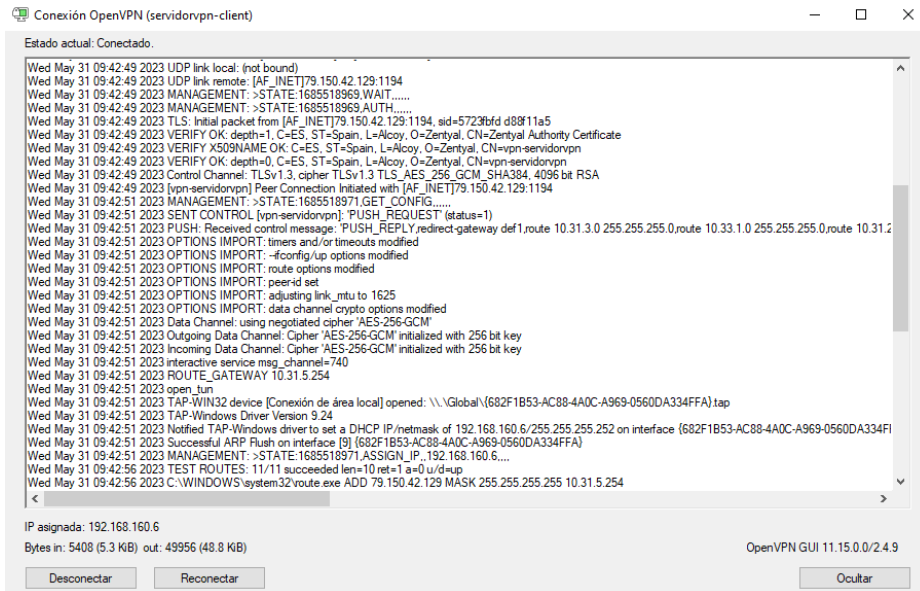 Conexión OpenVPN (servidorvpn-client)
Estado actual: Conectado.
Wed May 31 09:42:49 2023 UDP link local: (not bound)
Wed May 31 09:42:49 2023 UDP link remote: [AF_INET]79.150.42.129:1194
Wed May 31 09:42:49 2023 MANAGEMENT: >STATE:1685518969,WAIT,,,,,,
Wed May 31 09:42:49 2023 MANAGEMENT: >STATE:1685518969,AUTH,,,,,,
Wed May 31 09:42:49 2023 TLS: Initial packet from [AF_INET]79.150.42.129:1194, sid=5723fbfd d88f11a5
Wed May 31 09:42:49 2023 VERIFY OK: depth=1, C=ES, ST=Spain, L=Alcoy, O=Zentyal, CN=Zentyal Authority Certificate
Wed May 31 09:42:49 2023 VERIFY X509NAME OK: C=ES, ST=Spain, L=Alcoy, O=Zentyal, CN=vpn-servidorvpn
Wed May 31 09:42:49 2023 VERIFY OK: depth=0, C=ES, ST=Spain, L=Alcoy, O=Zentyal, CN=vpn-servidorvpn
Wed May 31 09:42:49 2023 Control Channel: TLSv1.3, cipher TLSv1.3 TLS_AES_256_GCM_SHA384, 4096 bit RSA
Wed May 31 09:42:49 2023 [vpn-servidorvpn] Peer Connection Initiated with [AF_INET]79.150.42.129:1194
Wed May 31 09:42:51 2023 MANAGEMENT: >STATE:1685518971,GET_CONFIG,,,,,,
Wed May 31 09:42:51 2023 SENT CONTROL [vpn-servidorvpn]: 'PUSH_REQUEST' (status=1)
Wed May 31 09:42:51 2023 PUSH: Received control message: 'PUSH_REPLY,redirect-gateway def1,route 10.31.3.0 255.255.255.0,route 10.33.1.0 255.255.255.0,route 10.31.2
Wed May 31 09:42:51 2023 OPTIONS IMPORT: timers and/or timeouts modified
Wed May 31 09:42:51 2023 OPTIONS IMPORT: --ifconfig/up options modified
Wed May 31 09:42:51 2023 OPTIONS IMPORT: route options modified
Wed May 31 09:42:51 2023 OPTIONS IMPORT: peer-id set
Wed May 31 09:42:51 2023 OPTIONS IMPORT: adjusting link_mtu to 1625
Wed May 31 09:42:51 2023 OPTIONS IMPORT: data channel crypto options modified
Wed May 31 09:42:51 2023 Data Channel: using negotiated cipher 'AES-256-GCM'
Wed May 31 09:42:51 2023 Outgoing Data Channel: Cipher 'AES-256-GCM' initialized with 256 bit key
Wed May 31 09:42:51 2023 Incoming Data Channel: Cipher 'AES-256-GCM' initialized with 256 bit key
Wed May 31 09:42:51 2023 interactive service msg_channel=740
Wed May 31 09:42:51 2023 ROUTE_GATEWAY 10.31.5.254
Wed May 31 09:42:51 2023 open_tun
Wed May 31 09:42:51 2023 TAP-WIN32 device [Conexión de área local] opened: \\.\Global\{682F1B53-AC88-4A0C-A969-0560DA334FFA}.tap
Wed May 31 09:42:51 2023 TAP-Windows Driver Version 9.24
Wed May 31 09:42:51 2023 Notified TAP-Windows driver to set a DHCP IP/netmask of 192.168.160.6/255.255.255.252 on interface {682F1B53-AC88-4A0C-A969-0560DA334FI
Wed May 31 09:42:51 2023 Successful ARP Flush on interface [9] {682F1B53-AC88-4A0C-A969-0560DA334FFA}
Wed May 31 09:42:51 2023 MANAGEMENT: >STATE:1685518971,ASSIGN_IP,,192.168.160.6,,,,
Wed May 31 09:42:56 2023 TEST ROUTES: 11/11 succeeded len=10 ret=1 a=0 u/d=up
Wed May 31 09:42:56 2023 C:\WINDOWS\system32\route.exe ADD 79.150.42.129 MASK 255.255.255.255 10.31.5.254
IP asignada: 192.168.160.6
Bytes in: 5408 (5.3 KiB) out: 49956 (48.8 KiB)
OpenVPN GUI 11.15.0.0/2.4.9
Desconectar
Reconectar
Ocultar